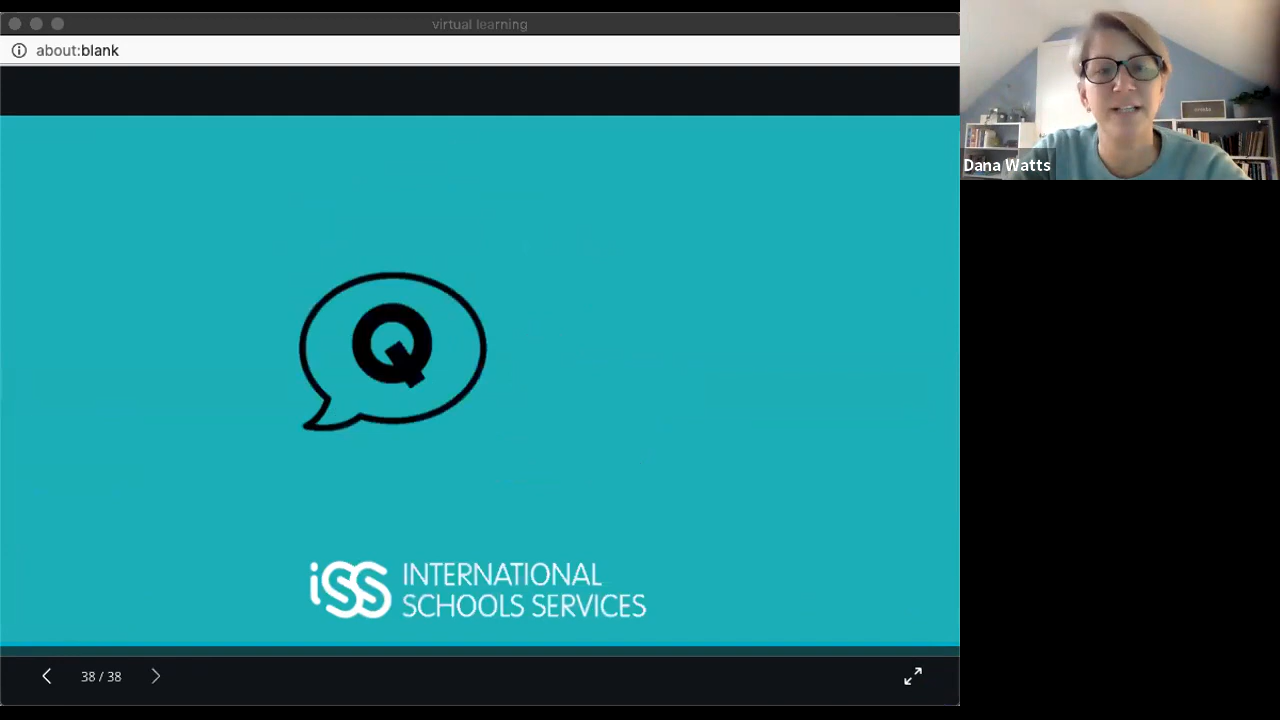 virtual learning
about:blank
Dana Watts
Q
iSS INTERNATIONAL
SCHOOLS SERVICES
38 / 38